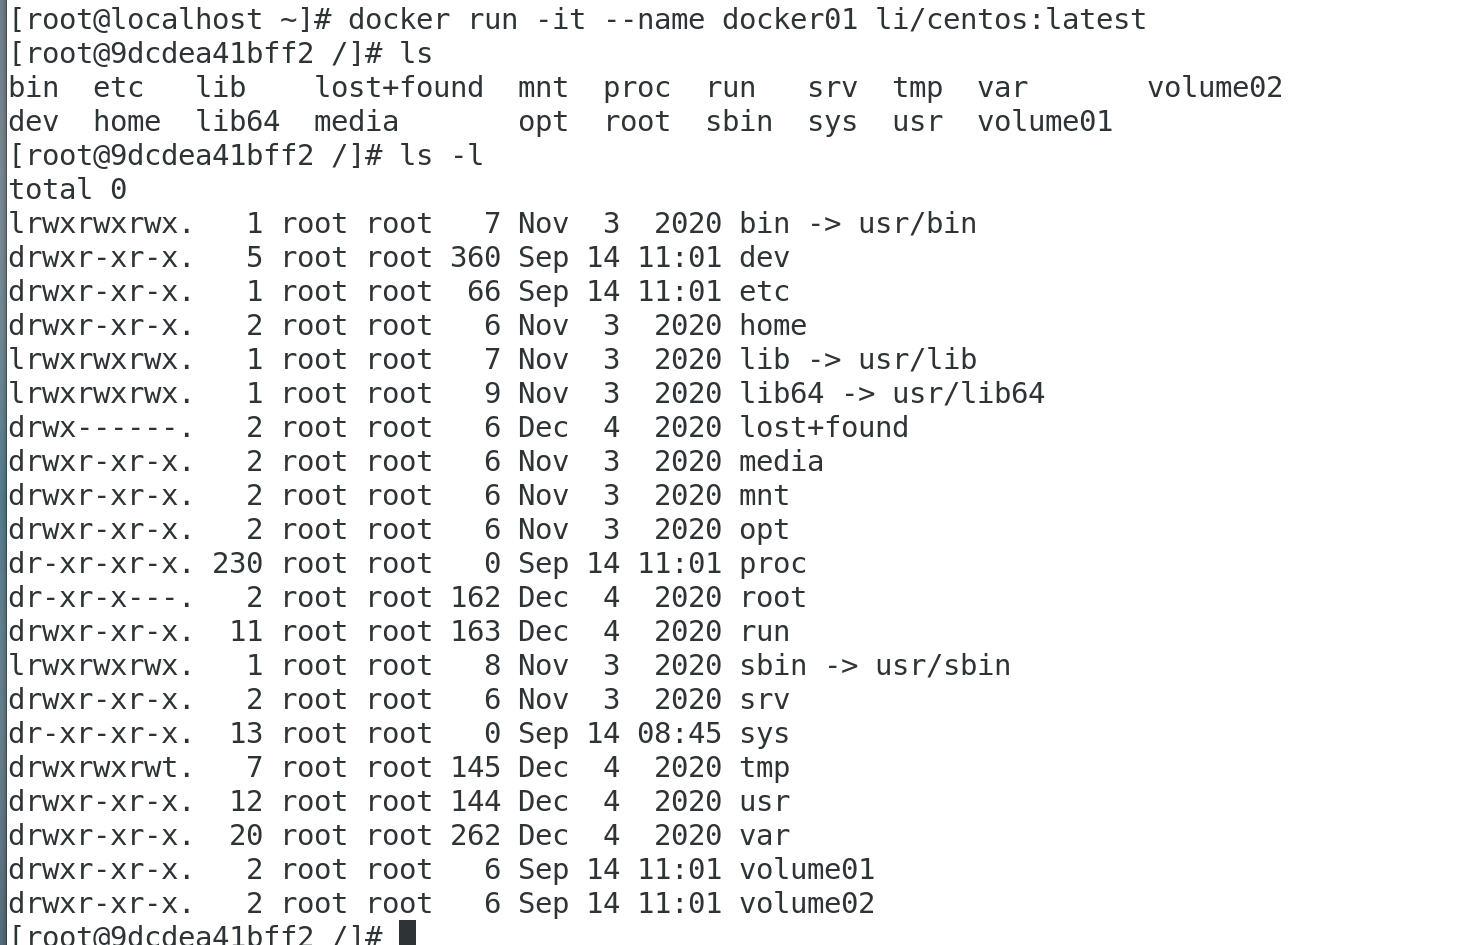 [root@localhost ~]# docker run -it --name docker01 li/centos:latest
[root@9dcdea41bff2 /]# ls
bin  etc   lib    lost+found  mnt  proc  run   srv  tmp  var       volume02
dev  home  lib64  media       opt  root  sbin  sys  usr  volume01
[root@9dcdea41bff2 /]# ls -l
total 0
lrwxrwxrwx.   1 root root   7 Nov  3  2020 bin -> usr/bin
drwxr-xr-x.   5 root root 360 Sep 14 11:01 dev
drwxr-xr-x.   1 root root  66 Sep 14 11:01 etc
drwxr-xr-x.   2 root root   6 Nov  3  2020 home
lrwxrwxrwx.   1 root root   7 Nov  3  2020 lib -> usr/lib
lrwxrwxrwx.   1 root root   9 Nov  3  2020 lib64 -> usr/lib64
drwx------.   2 root root   6 Dec  4  2020 lost+found
drwxr-xr-x.   2 root root   6 Nov  3  2020 media
drwxr-xr-x.   2 root root   6 Nov  3  2020 mnt
drwxr-xr-x.   2 root root   6 Nov  3  2020 opt
dr-xr-xr-x. 230 root root   0 Sep 14 11:01 proc
dr-xr-x---.   2 root root 162 Dec  4  2020 root
drwxr-xr-x.  11 root root 163 Dec  4  2020 run
lrwxrwxrwx.   1 root root   8 Nov  3  2020 sbin -> usr/sbin
drwxr-xr-x.   2 root root   6 Nov  3  2020 srv
dr-xr-xr-x.  13 root root   0 Sep 14 08:45 sys
drwxrwxrwt.   7 root root 145 Dec  4  2020 tmp
drwxr-xr-x.  12 root root 144 Dec  4  2020 usr
drwxr-xr-x.  20 root root 262 Dec  4  2020 var
drwxr-xr-x.   2 root root   6 Sep 14 11:01 volume01
drwxr-xr-x.   2 root root   6 Sep 14 11:01 volume02
[root@9dcdea41bff2 /]#